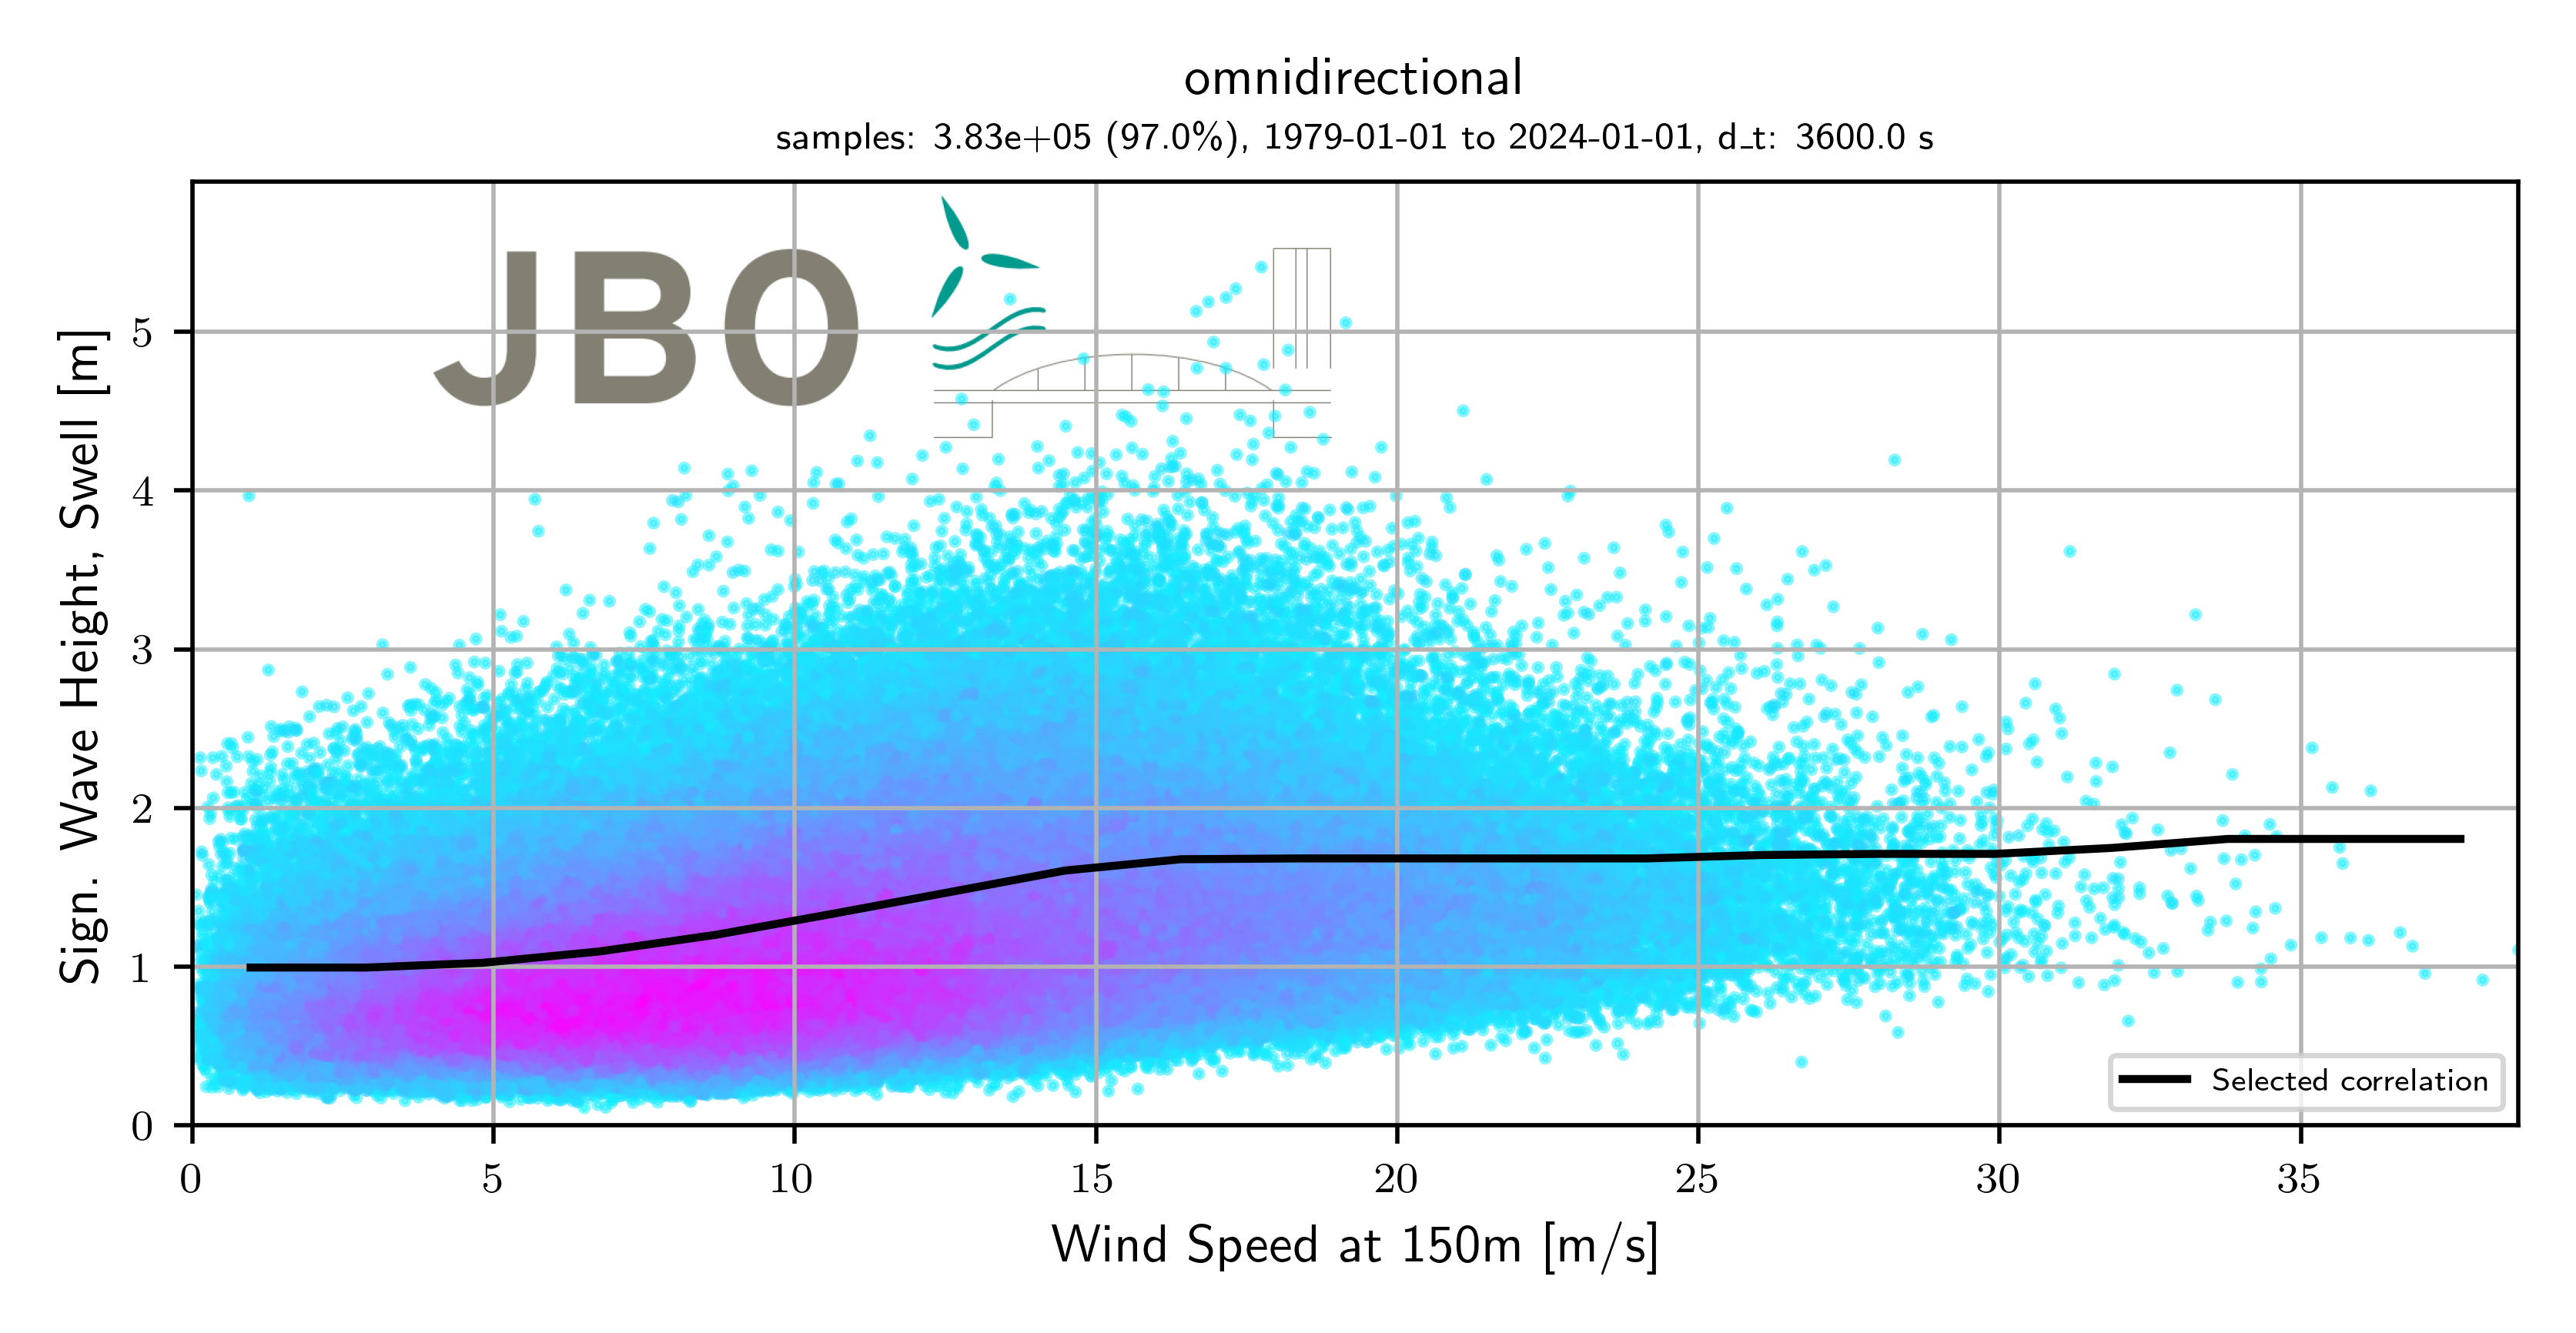 omnidirectional
samples: 3.83e+05 (97.0%), 1979-01-01 to 2024-01-01, d_t: 3600.0 s
JBO
Sign. Wave Height, Swell [m]
5
4
3
2
1
0
Selected correlation
0 5 10 15 20 25 30 35
Wind Speed at 150m [m/s]